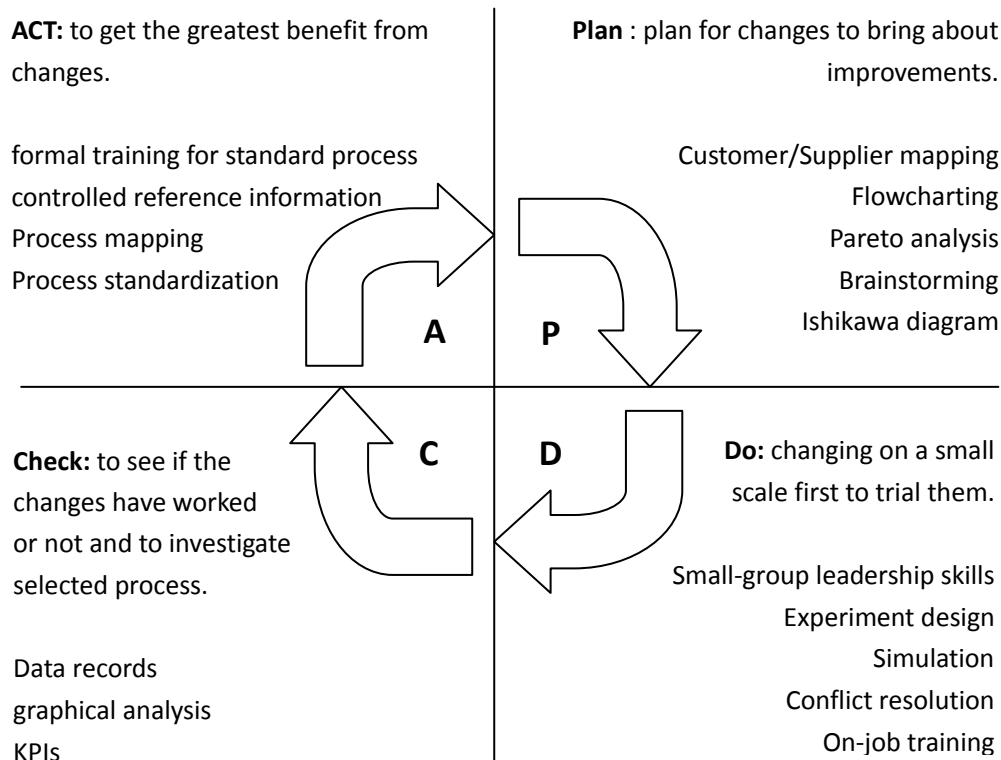 ACT: to get the greatest benefit from
changes.
formal training for standard process
controlled reference information
Process mapping
Process standardization
A
Plan : plan for changes to bring about
improvements.
Customer/Supplier mapping
Flowcharting
Pareto analysis
Brainstorming
Ishikawa diagram
P
Check: to see if the
changes have worked
or not and to investigate
selected process.
Data records
graphical analysis
KPIs
C
D
Do: changing on a small
scale first to trial them.
Small-group leadership skills
Experiment design
Simulation
Conflict resolution
On-job training